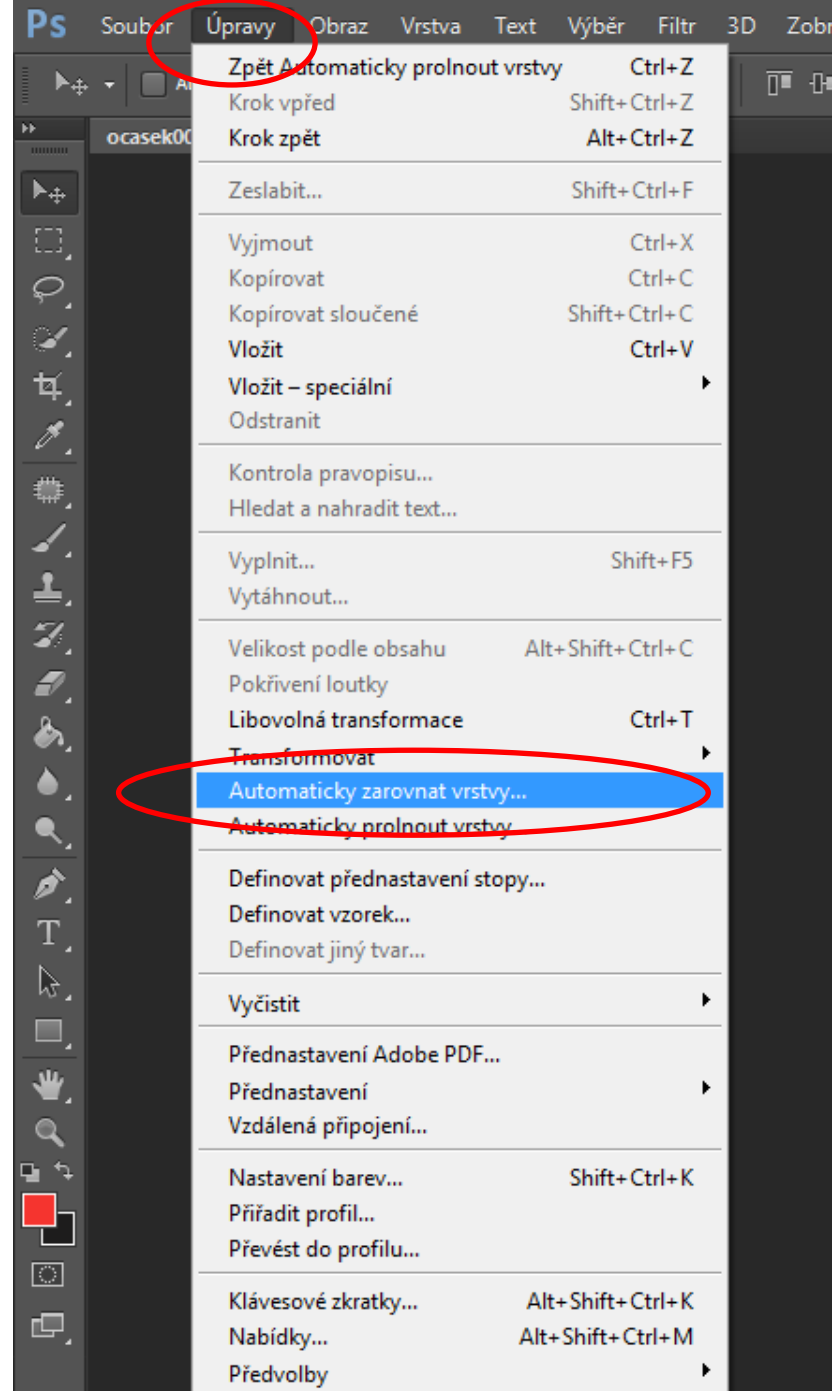 Ps Soubor Úpravy Obraz Vrstva Text Výběr Filtr 3D
ocasek00
Zpět Automaticky prolnout vrstvy Ctrl+Z
Krok vpřed Shift+Ctrl+Z
Krok zpět Alt+Ctrl+Z
Zeslabit... Shift+Ctrl+F
Vyjmout Ctrl+X
Kopírovat Ctrl+C
Kopírovat sloučené Shift+Ctrl+C
Vložit Ctrl+V
Vložit – speciální
Odstranit
Kontrola pravopisu...
Hledat a nahradit text...
Vyplnit... Shift+F5
Vytáhnout...
Velikost podle obsahu Alt+Shift+Ctrl+C
Pokřivení loutky
Libovolná transformace Ctrl+T
Transformovat
Automaticky zarovnat vrstvy...
Automaticky prolnout vrstvy...
Definovat přednastavení stopy...
Definovat vzorek...
Definovat jiný tvar...
Vyčistit
Přednastavení Adobe PDF...
Přednastavení
Vzdálená připojení...
Nastavení barev... Shift+Ctrl+K
Přiřadit profil...
Převést do profilu...
Klávesové zkratky... Alt+Shift+Ctrl+K
Nabídky... Alt+Shift+Ctrl+M
Předvolby